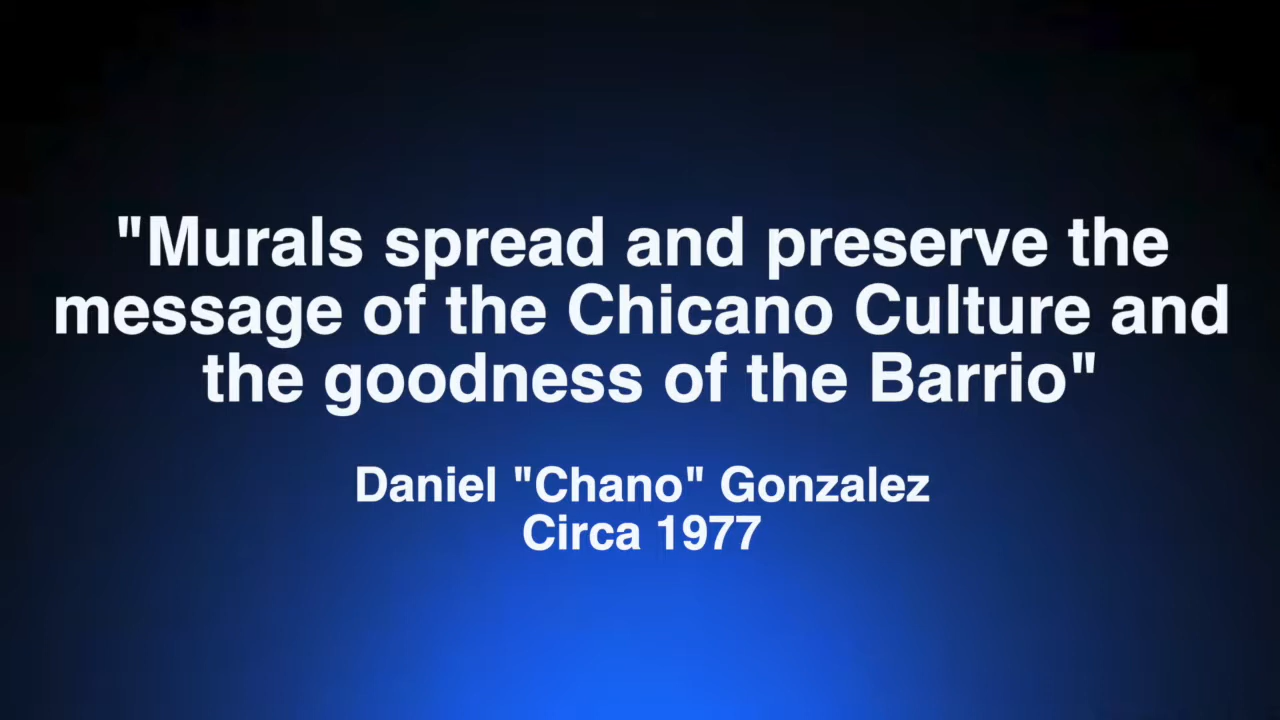 "Murals spread and preserve the
message of the Chicano Culture and
the goodness of the Barrio"
Daniel "Chano" Gonzalez
Circa 1977